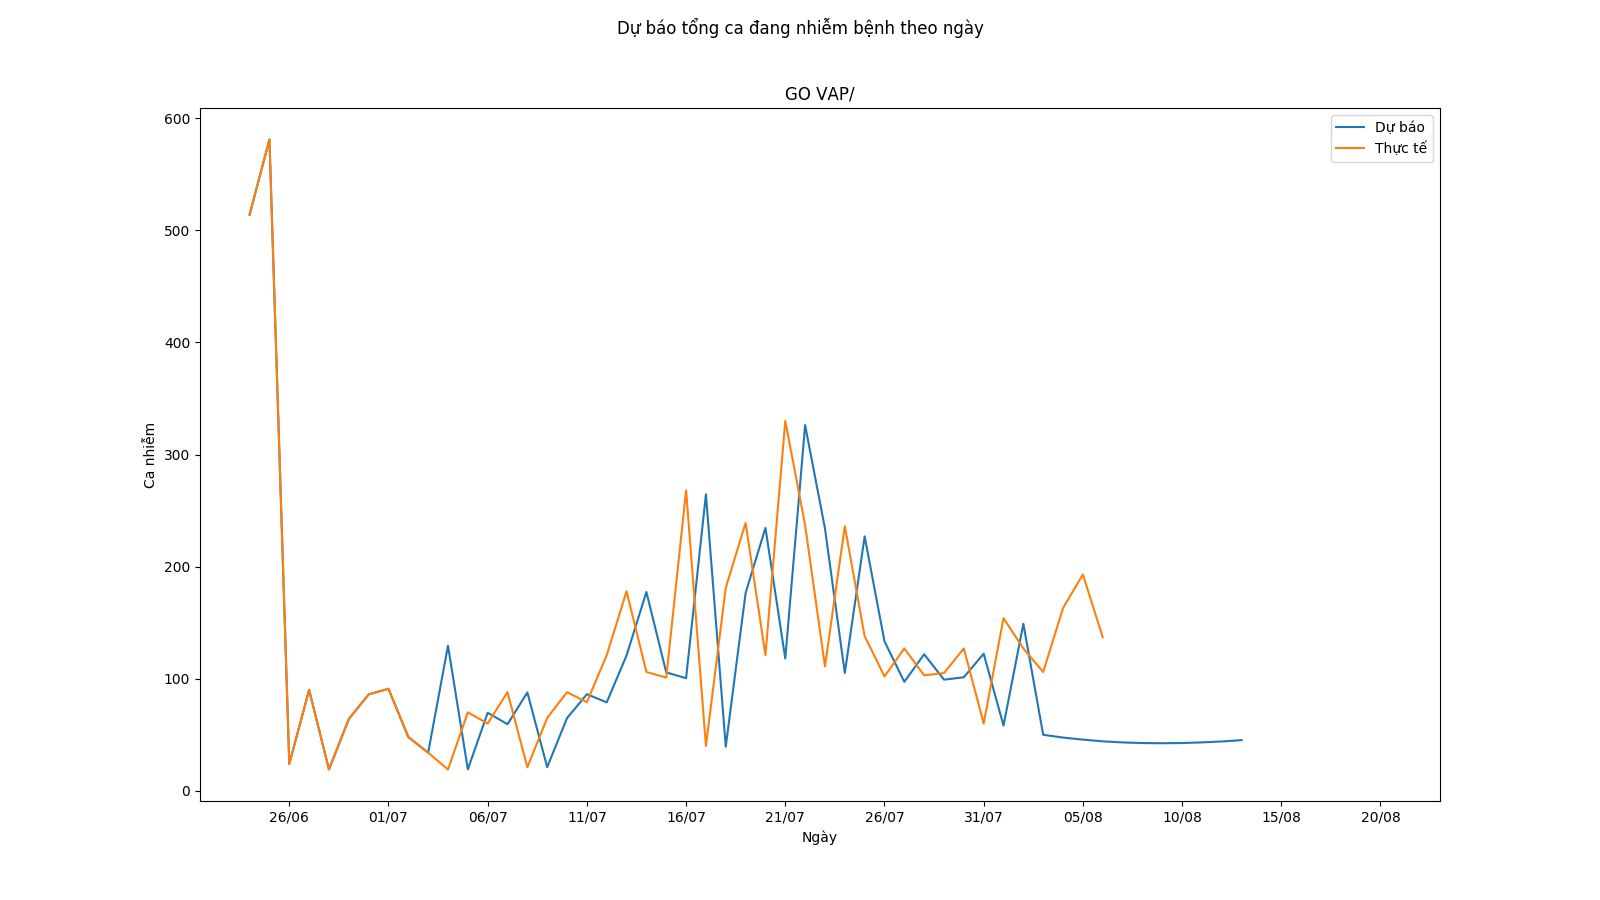 Dự báo tổng ca đang nhiễm bệnh theo ngày
GO VAP/
Dự báo
Thực tế
600
500
400
300
200
100
0
Ca nhiễm
26/06 01/07 06/07 11/07 16/07 21/07 26/07 31/07 05/08 10/08 15/08 20/08
Ngày